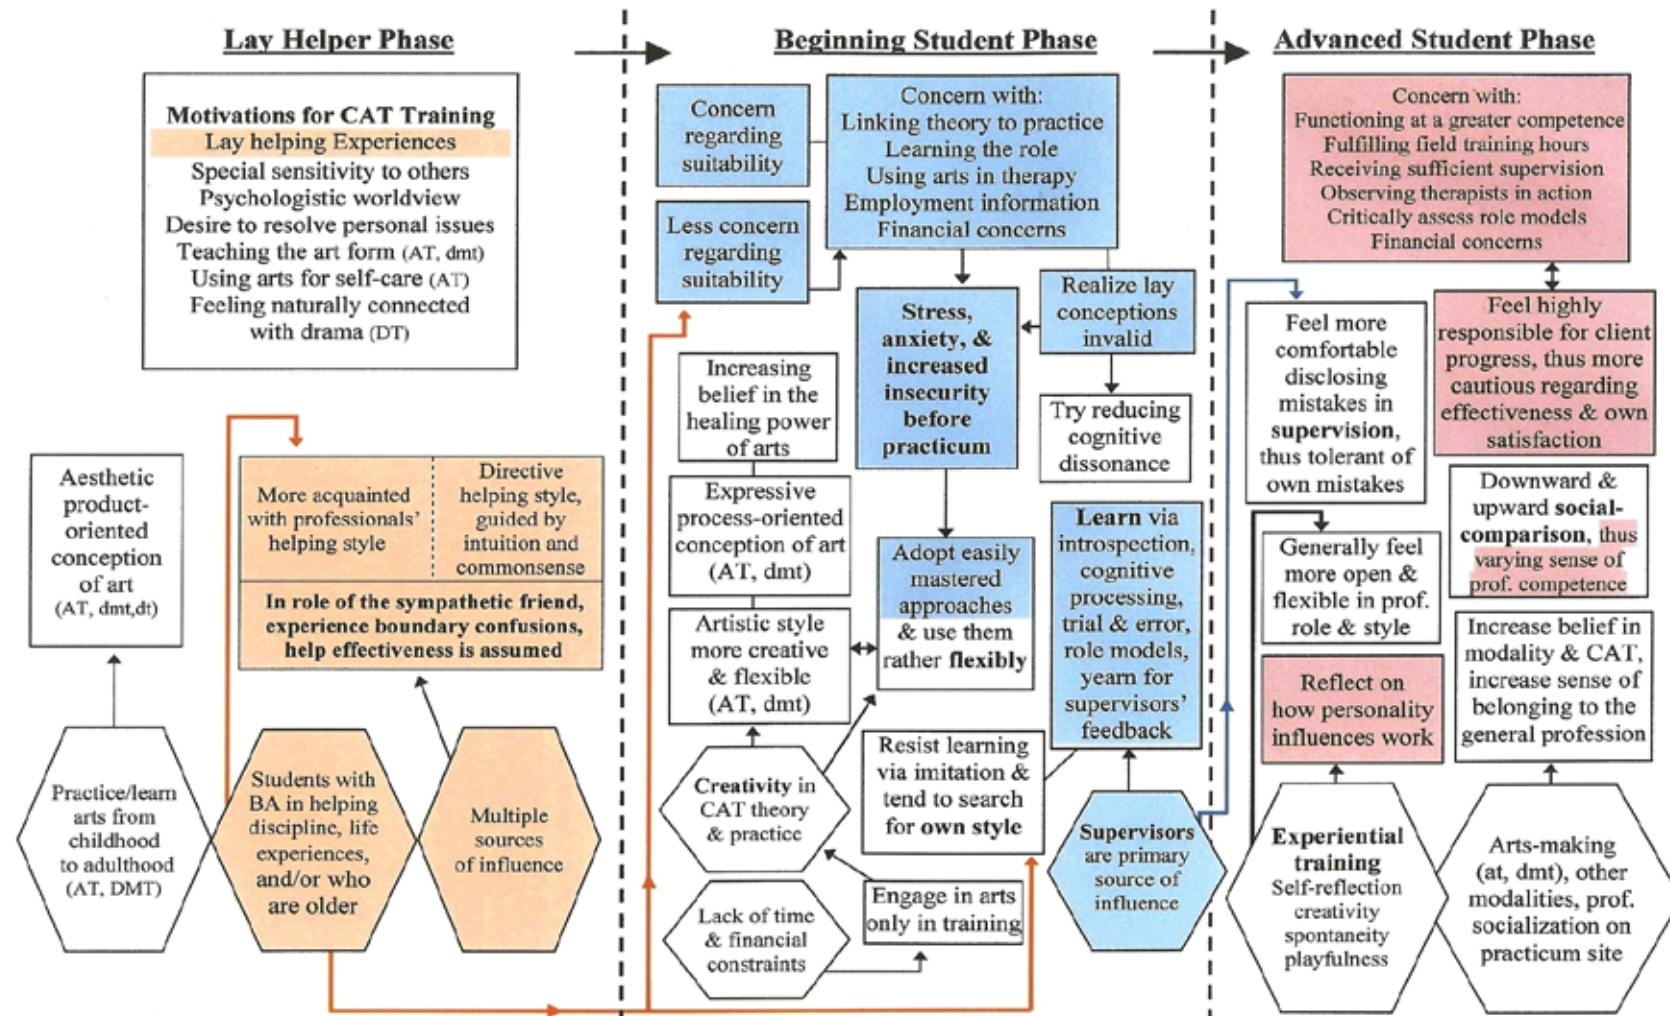 Lay Helper Phase
Beginning Student Phase
Advanced Student Phase
Motivations for CAT Training
Lay helping Experiences
Special sensitivity to others
Psychologistic worldview
Desire to resolve personal issues
Teaching the art form (AT, dmt)
Using arts for self-care (AT)
Feeling naturally connected
with drama (DT)
Aesthetic
product-
oriented
conception
of art
(AT, dmt,dt)
More acquainted
with professionals'
helping style
Directive
helping style,
guided by
intuition and
commonsense
In role of the sympathetic friend,
experience boundary confusions,
help effectiveness is assumed
Practice/learn
arts from
childhood
to adulthood
(AT, DMT)
Students with
BA in helping
discipline, life
experiences,
and/or who
are older
Multiple
sources
of influence
Concern
regarding
suitability
Less concern
regarding
suitability
Concern with:
Linking theory to practice
Learning the role
Using arts in therapy
Employment information
Financial concerns
Stress,
anxiety, &
increased
insecurity
before
practicum
Realize lay
conceptions
invalid
Try reducing
cognitive
dissonance
Increasing
belief in the
healing power
of arts
Expressive
process-oriented
conception of art
(AT, dmt)
Artistic style
more creative
& flexible
(AT, dmt)
Adopt easily
mastered
approaches
& use them
rather flexibly
Learn via
introspection,
cognitive
processing,
trial & error,
role models,
yearn for
supervisors'
feedback
Creativity in
CAT theory
& practice
Resist learning
via imitation &
tend to search
for own style
Lack of time
& financial
constraints
Engage in arts
only in training
Supervisors
are primary
source of
influence
Concern with:
Functioning at a greater competence
Fulfilling field training hours
Receiving sufficient supervision
Observing therapists in action
Critically assess role models
Financial concerns
Feel more
comfortable
disclosing
mistakes in
supervision,
thus tolerant of
own mistakes
Feel highly
responsible for client
progress, thus more
cautious regarding
effectiveness & own
satisfaction
Downward &
upward social-
comparison, thus
varying sense of
prof. competence
Generally feel
more open &
flexible in prof.
role & style
Increase belief in
modality & CAT,
increase sense of
belonging to the
general profession
Reflect on
how personality
influences work
Experiential
training
Self-reflection
creativity
spontaneity
playfulness
Arts-making
(at, dmt), other
modalities, prof.
socialization on
practicum site